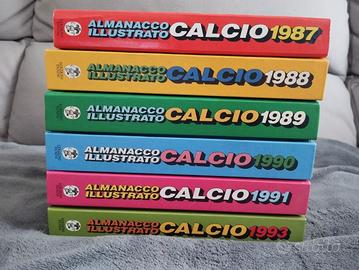 ALMANACCO
ILLUSTRATO CALCIO 1987
ALMANACCO
ILLUSTRATO CALCIO 1988
ALMANACCO
ILLUSTRATO CALCIO 1989
ALMANACCO
ILLUSTRATO CALCIO 1990
ALMANACCO
ILLUSTRATO CALCIO 1991
ALMANACCO
ILLUSTRATO CALCIO 1993